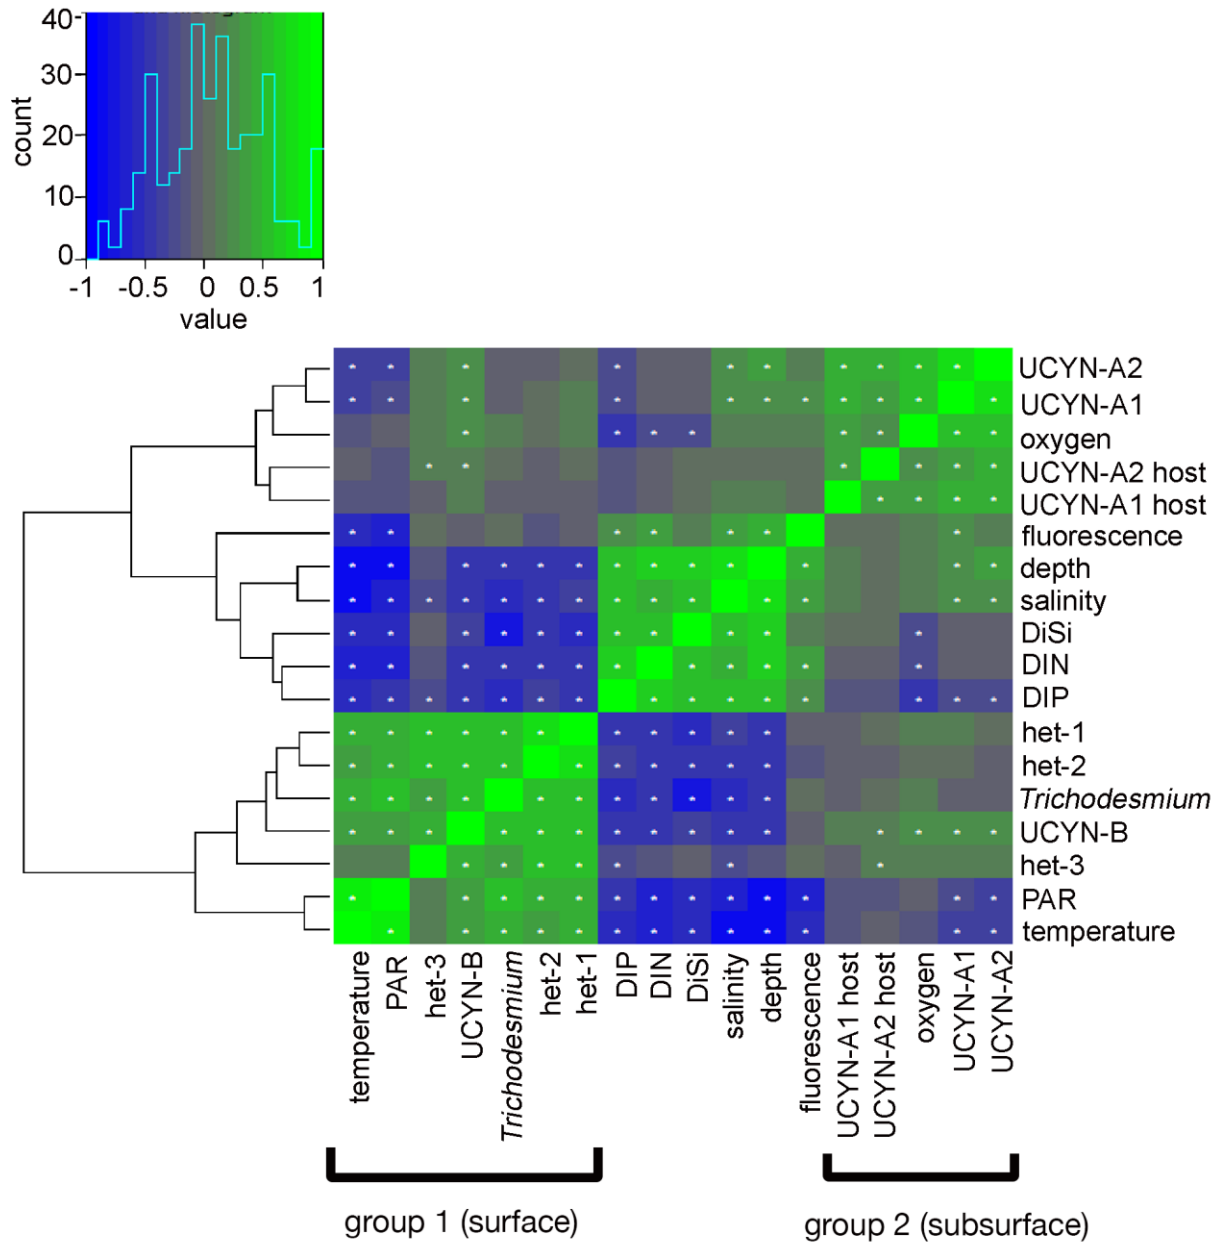 40
30
20
10
0
count
-1 -0.5 0 0.5 1
value
UCYN-A2
UCYN-A1
oxygen
UCYN-A2 host
UCYN-A1 host
fluorescence
depth
salinity
DiSi
DIN
DIP
het-1
het-2
Trichodesmium
UCYN-B
het-3
PAR
temperature
temperature
PAR
het-3
UCYN-B
Trichodesmium
het-2
het-1
DIP
DIN
DiSi
salinity
depth
fluorescence
UCYN-A1 host
UCYN-A2 host
oxygen
UCYN-A1
UCYN-A2
group 1 (surface)
group 2 (subsurface)